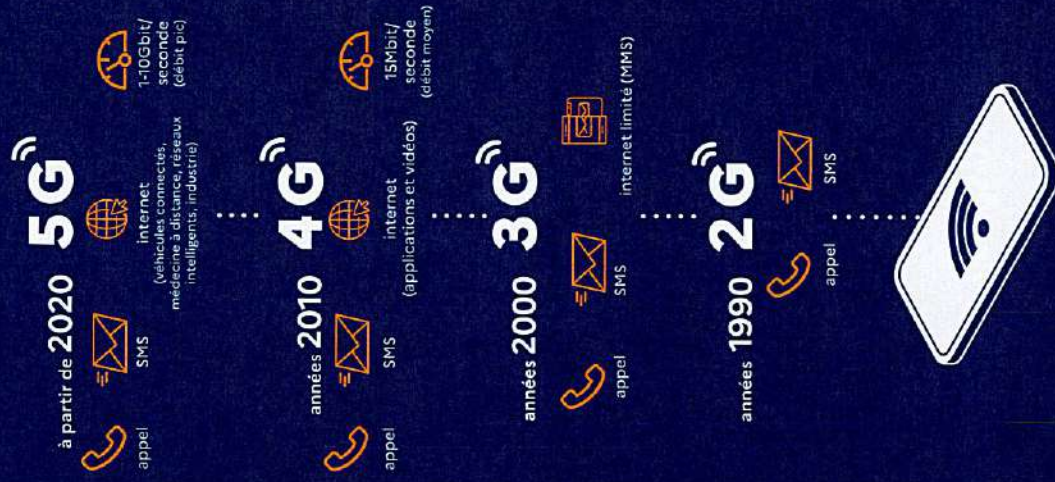 à partir de 2020 5G
appel
SMS
internet
(véhicules connectés,
médecine à distance, réseaux
intelligents, industrie)
1-10Gbit/
seconde
(débit pic)
années 2010 4G
appel
SMS
internet
(applications et vidéos)
15Mbit/
seconde
(débit moyen)
années 2000 3G
appel
SMS
internet limité (MMS)
années 1990 2G
appel
SMS